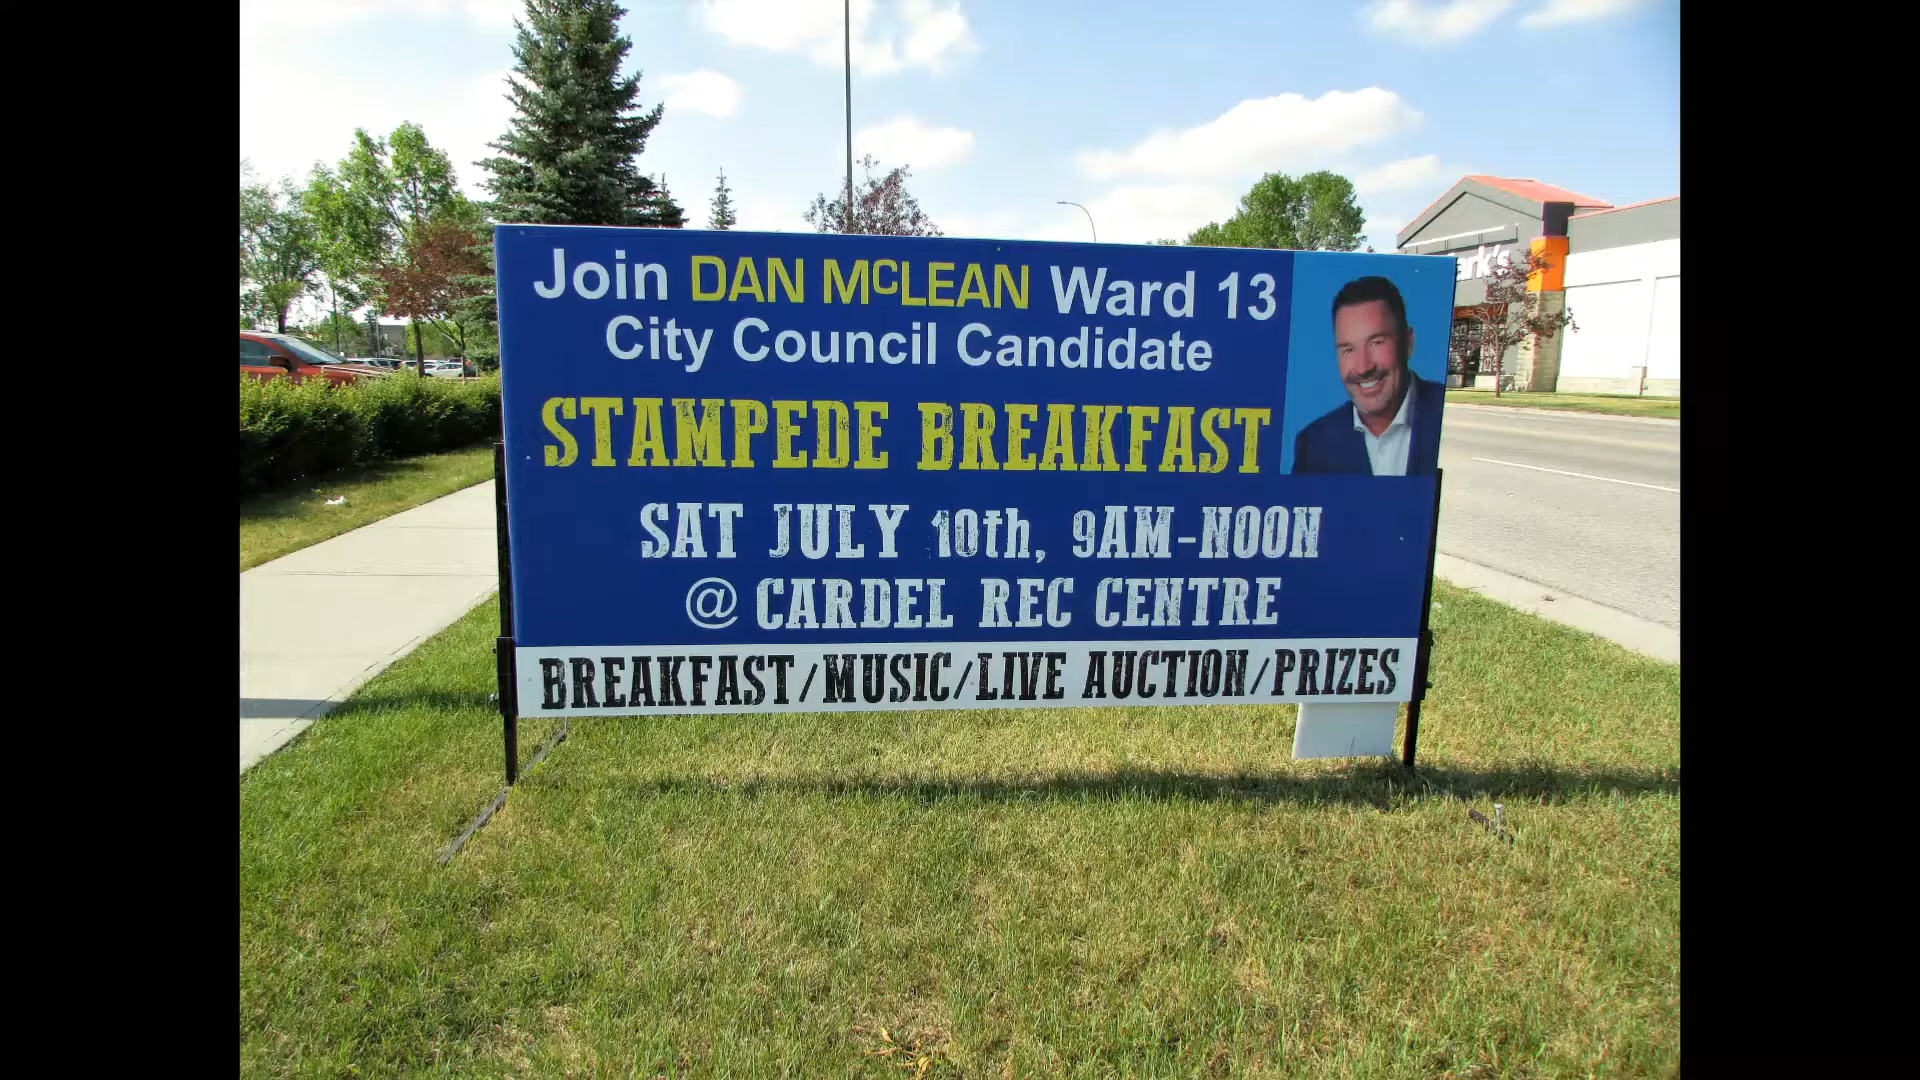 Join DAN McLEAN Ward 13
City Council Candidate
STAMPEDE BREAKFAST
SAT JULY 10th, 9AM-NOON
@ CARDEL REC CENTRE
BREAKFAST/MUSIC/LIVE AUCTION/PRIZES